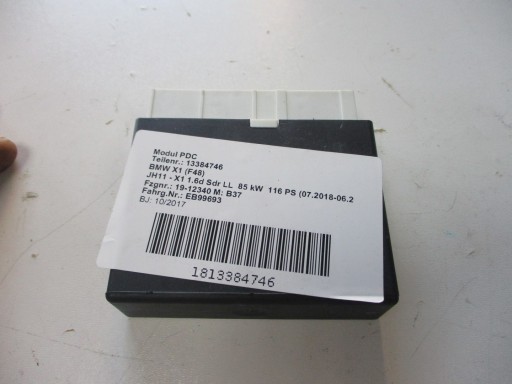 Modul PDC
Teilenr.: 13384746
BMW X1 (F48)
JH11 - X1 1.6d Sdr LL 85 kW 116 PS (07.2018-06.2
Fzgnr.: 19-12340 M: B37
Fahrg.Nr.: EB99693
BJ: 10/2017
1813384746